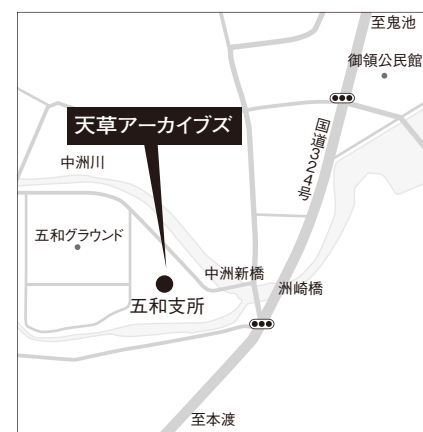 至鬼池
御領公民館
国道324号
天草アーカイブズ
中洲川
五和グラウンド
中洲新橋
洲崎橋
五和支所
至本渡